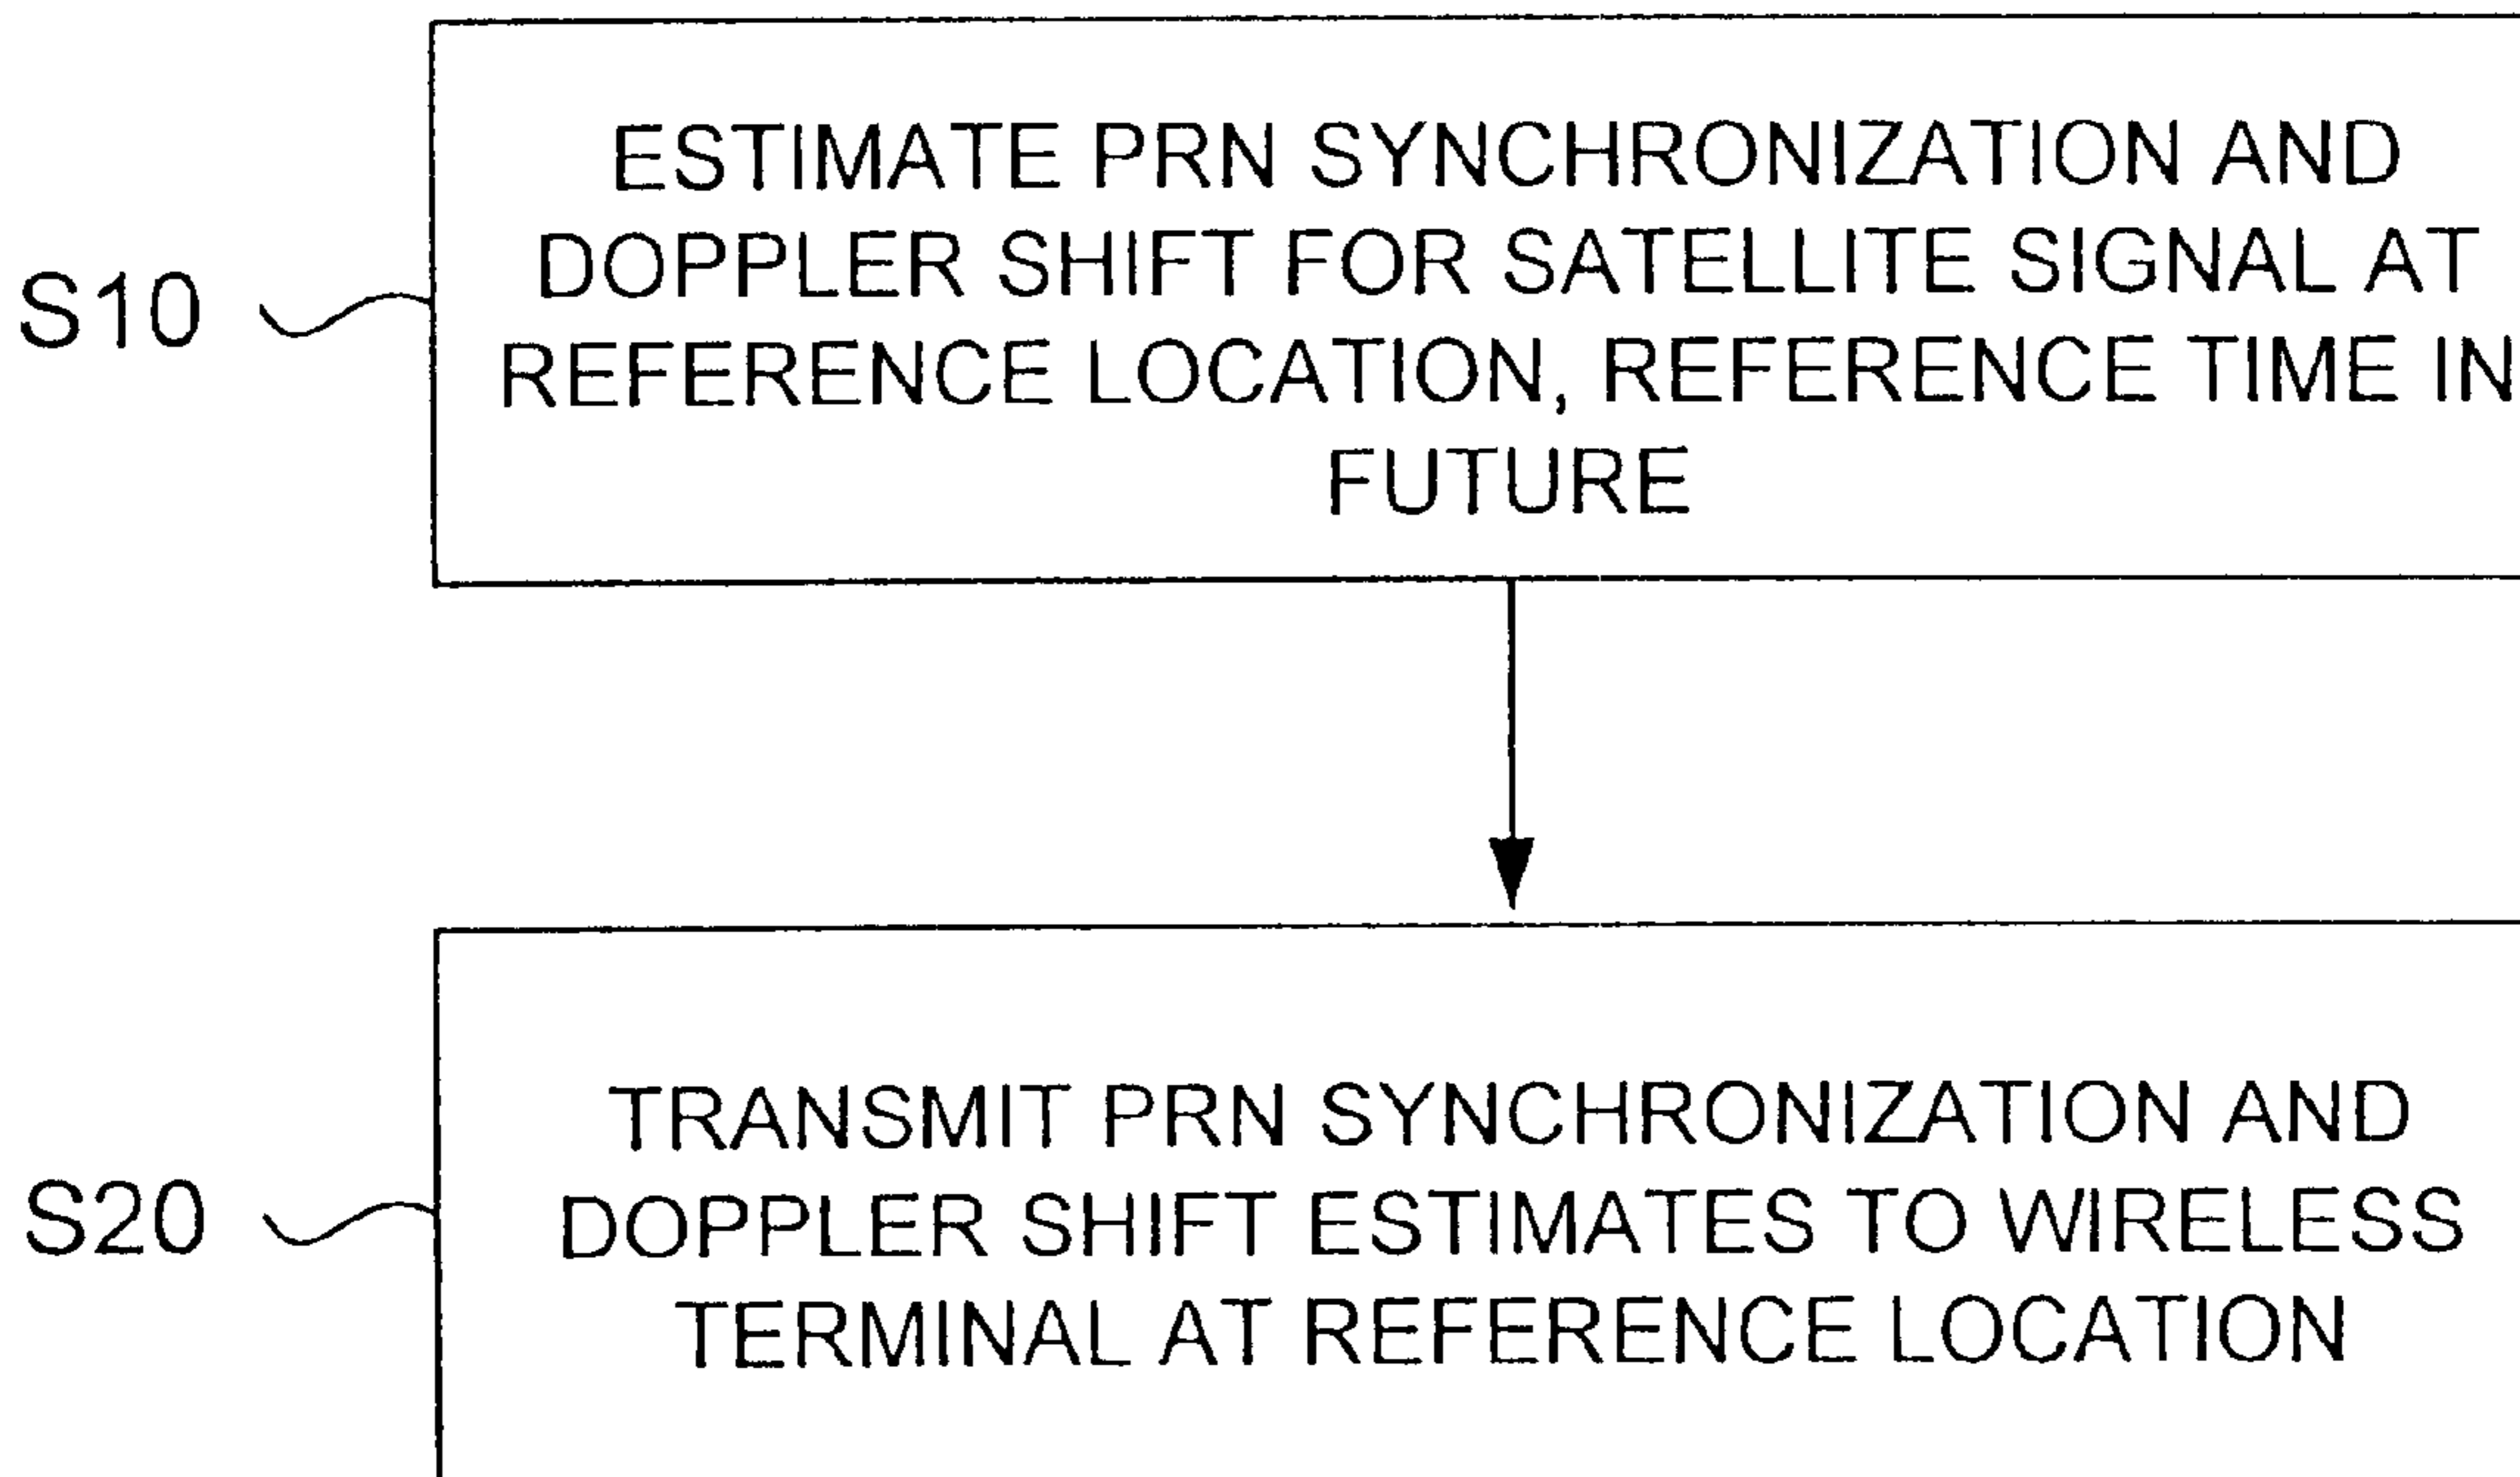 ESTIMATE PRN SYNCHRONIZATION AND
DOPPLER SHIFT FOR SATELLITE SIGNAL AT
S10
REFERENCE LOCATION, REFERENCE TIME IN
FUTURE
TRANSMIT PRN SYNCHRONIZATION AND
S20
DOPPLER SHIFT ESTIMATES TO WIRELESS
TERMINAL AT REFERENCE LOCATION